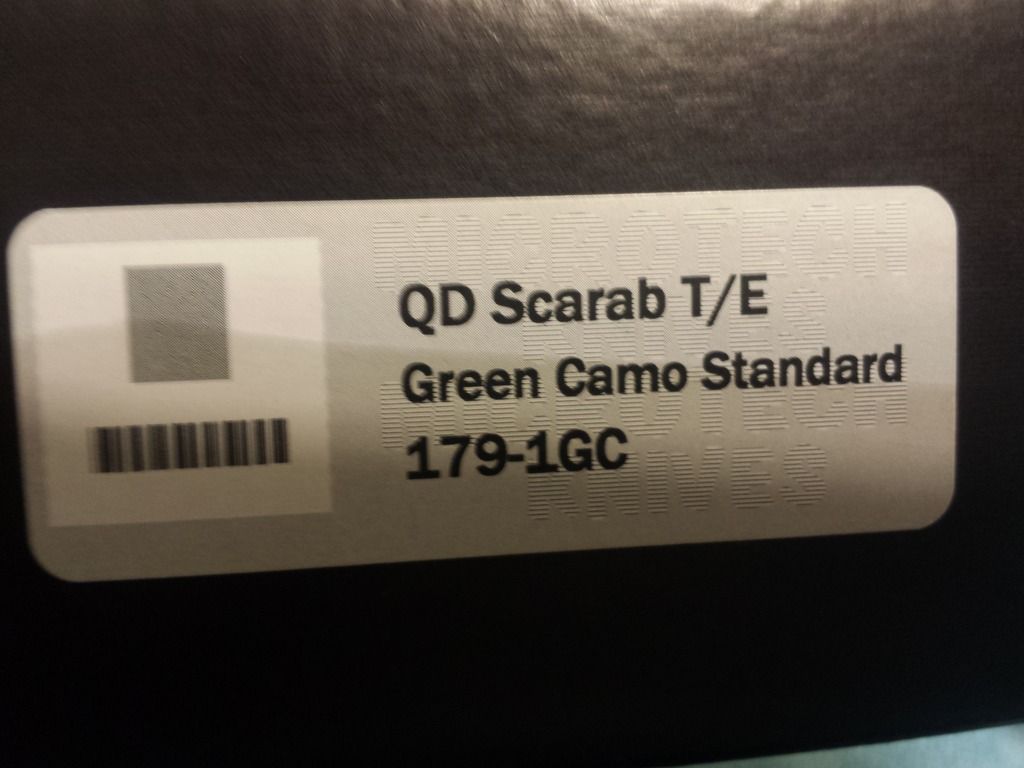 MICROTECH
KNIVES
MICROTECH
KNIVES
QD Scarab T/E
Green Camo Standard
179-1GC